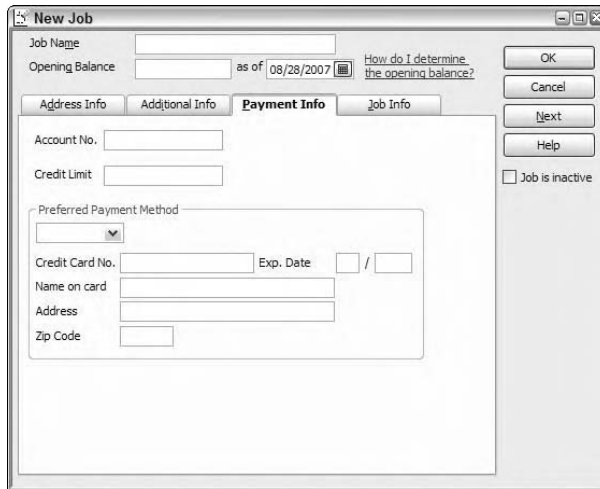 New Job
Job Name
Opening Balance as of 08/28/2007 How do I determine
the opening balance?
OK
Cancel
Next
Help
Job is inactive
Address Info Additional Info Payment Info Job Info
Account No.
Credit Limit
Preferred Payment Method
Credit Card No. Exp. Date /
Name on card
Address
Zip Code